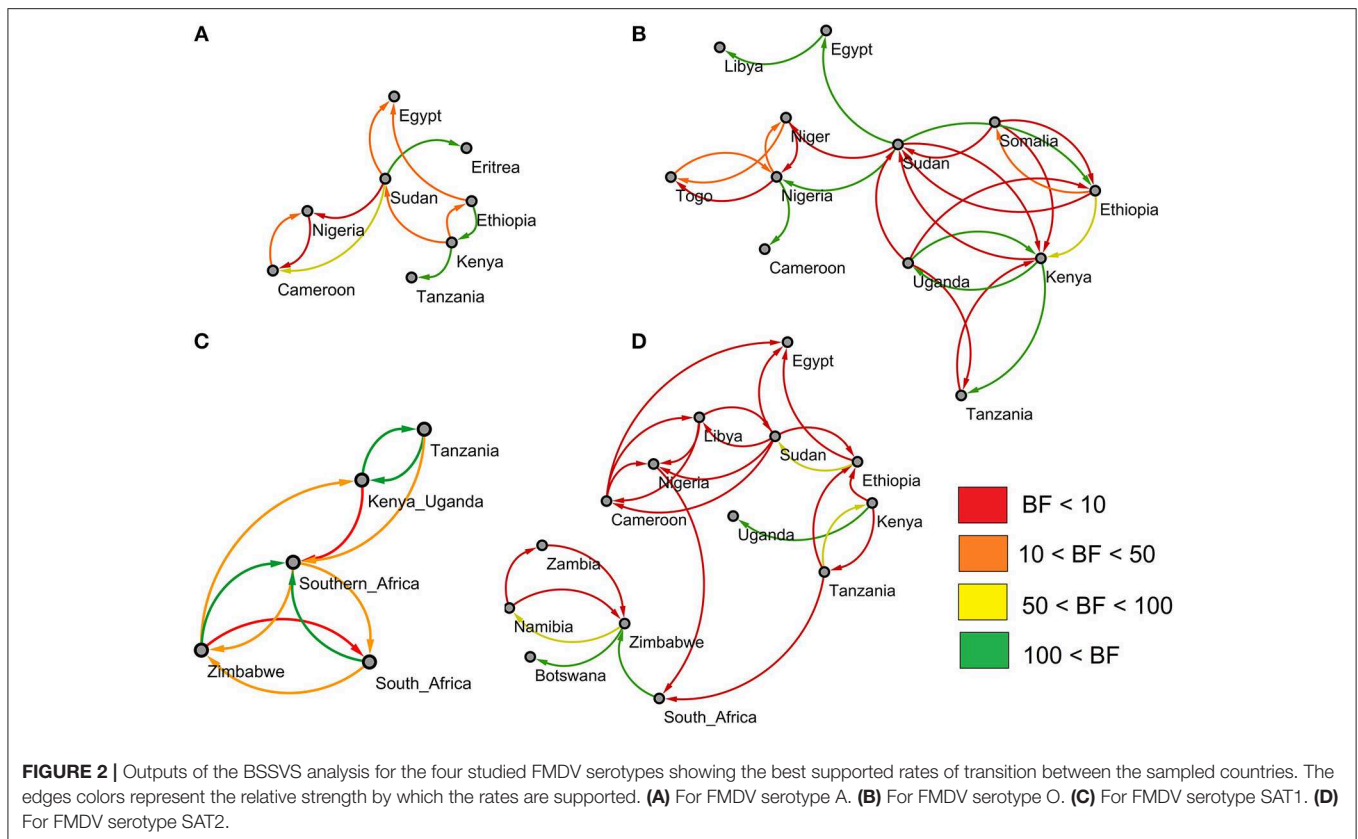 A
Egypt
Eritrea
Sudan
Ethiopia
Nigeria
Kenya
Cameroon
Tanzania
B
Egypt
Libya
Niger
Somalia
Sudan
Togo
Nigeria
Ethiopia
Cameroon
Uganda
Kenya
Tanzania
C
Tanzania
Kenya_Uganda
Southern_Africa
Zimbabwe
South_Africa
D
Egypt
Libya
Sudan
Nigeria
Ethiopia
Cameroon
Kenya
Uganda
Zambia
Tanzania
Namibia
Zimbabwe
Botswana
South_Africa
BF < 10
10 < BF < 50
50 < BF < 100
100 < BF
FIGURE 2 | Outputs of the BSSVS analysis for the four studied FMDV serotypes showing the best supported rates of transition between the sampled countries. The
edges colors represent the relative strength by which the rates are supported. (A) For FMDV serotype A. (B) For FMDV serotype O. (C) For FMDV serotype SAT1. (D)
For FMDV serotype SAT2.